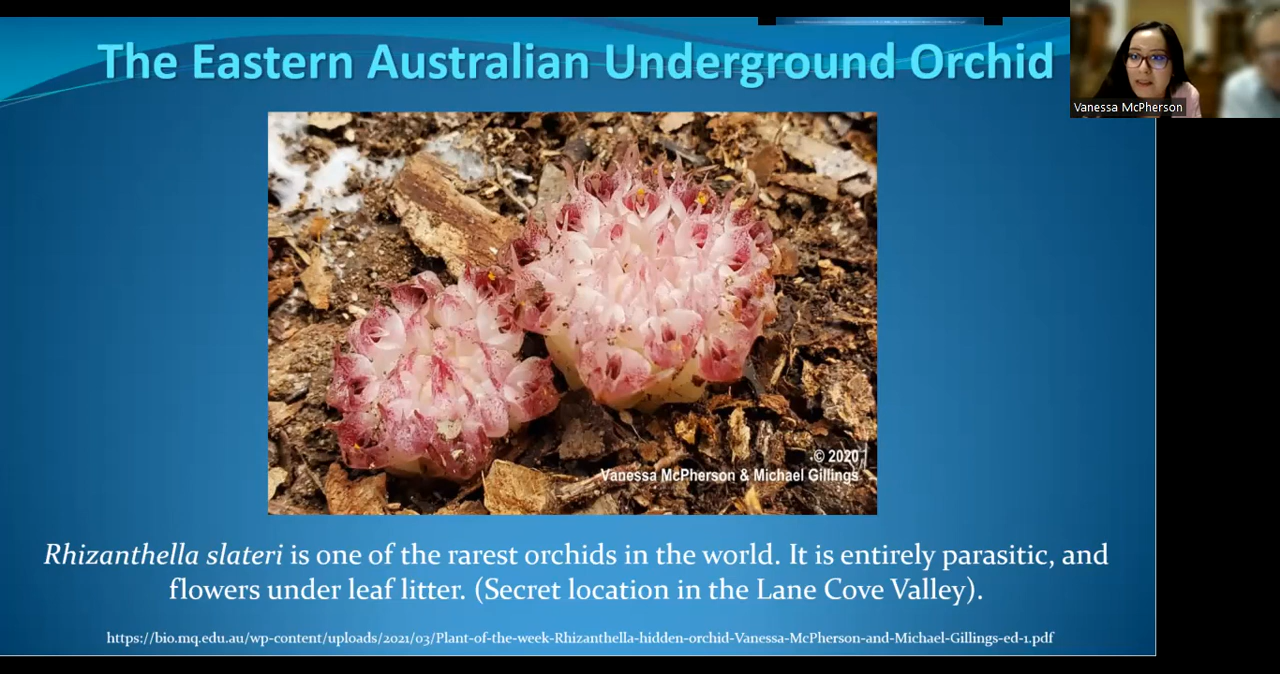 The Eastern Australian Underground Orchid
Vanessa McPherson
© 2020
Vanessa McPherson & Michael Gillings
Rhizanthella slateri is one of the rarest orchids in the world. It is entirely parasitic, and
flowers under leaf litter. (Secret location in the Lane Cove Valley).
https://bio.mq.edu.au/wp-content/uploads/2021/03/Plant-of-the-week-Rhizanthella-hidden-orchid-Vanessa-McPherson-and-Michael-Gillings-ed-1.pdf